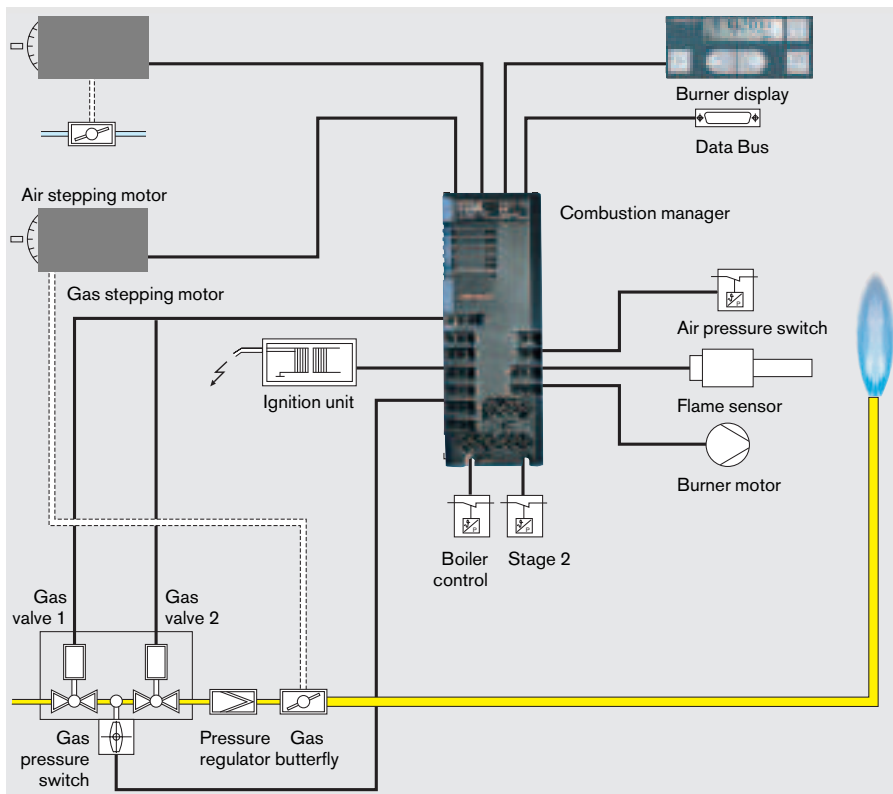 Burner display
Data Bus
Air stepping motor
Combustion manager
Gas stepping motor
Air pressure switch
Ignition unit
Flame sensor
Burner motor
Boiler
control
Stage 2
Gas
valve 1
Gas
valve 2
Gas
pressure
switch
Pressure
regulator
Gas
butterfly